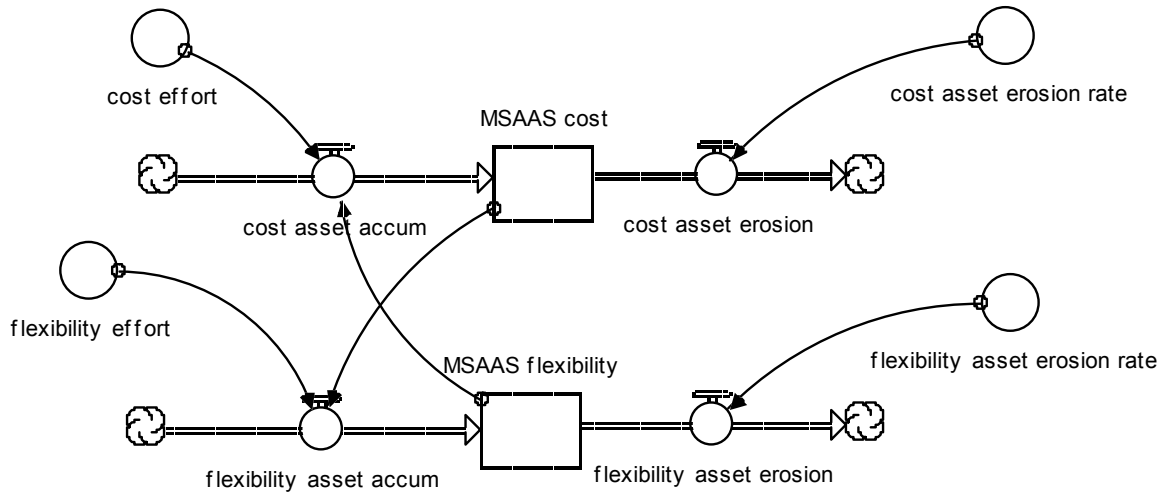 cost effort
cost asset erosion rate
MSAAS cost
cost asset accum
cost asset erosion
flexibility effort
MSAAS flexibility
flexibility asset erosion rate
flexibility asset accum
flexibility asset erosion